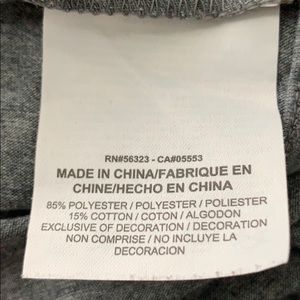 RN#56323 - CA#05553
MADE IN CHINA/FABRIQUE EN
CHINE/HECHO EN CHINA
85% POLYESTER / POLYESTER / POLIESTER
15% COTTON / COTON / ALGODON
EXCLUSIVE OF DECORATION / DECORATION
NON COMPRISE / NO INCLUYE LA
DECORACION